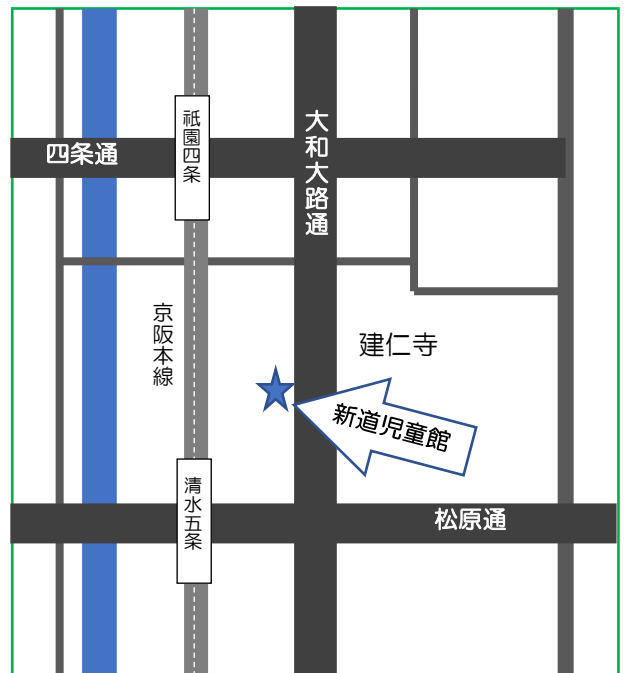 祇園四条
大和大路通
四条通
京阪本線
建仁寺
新道児童館
清水五条
松原通